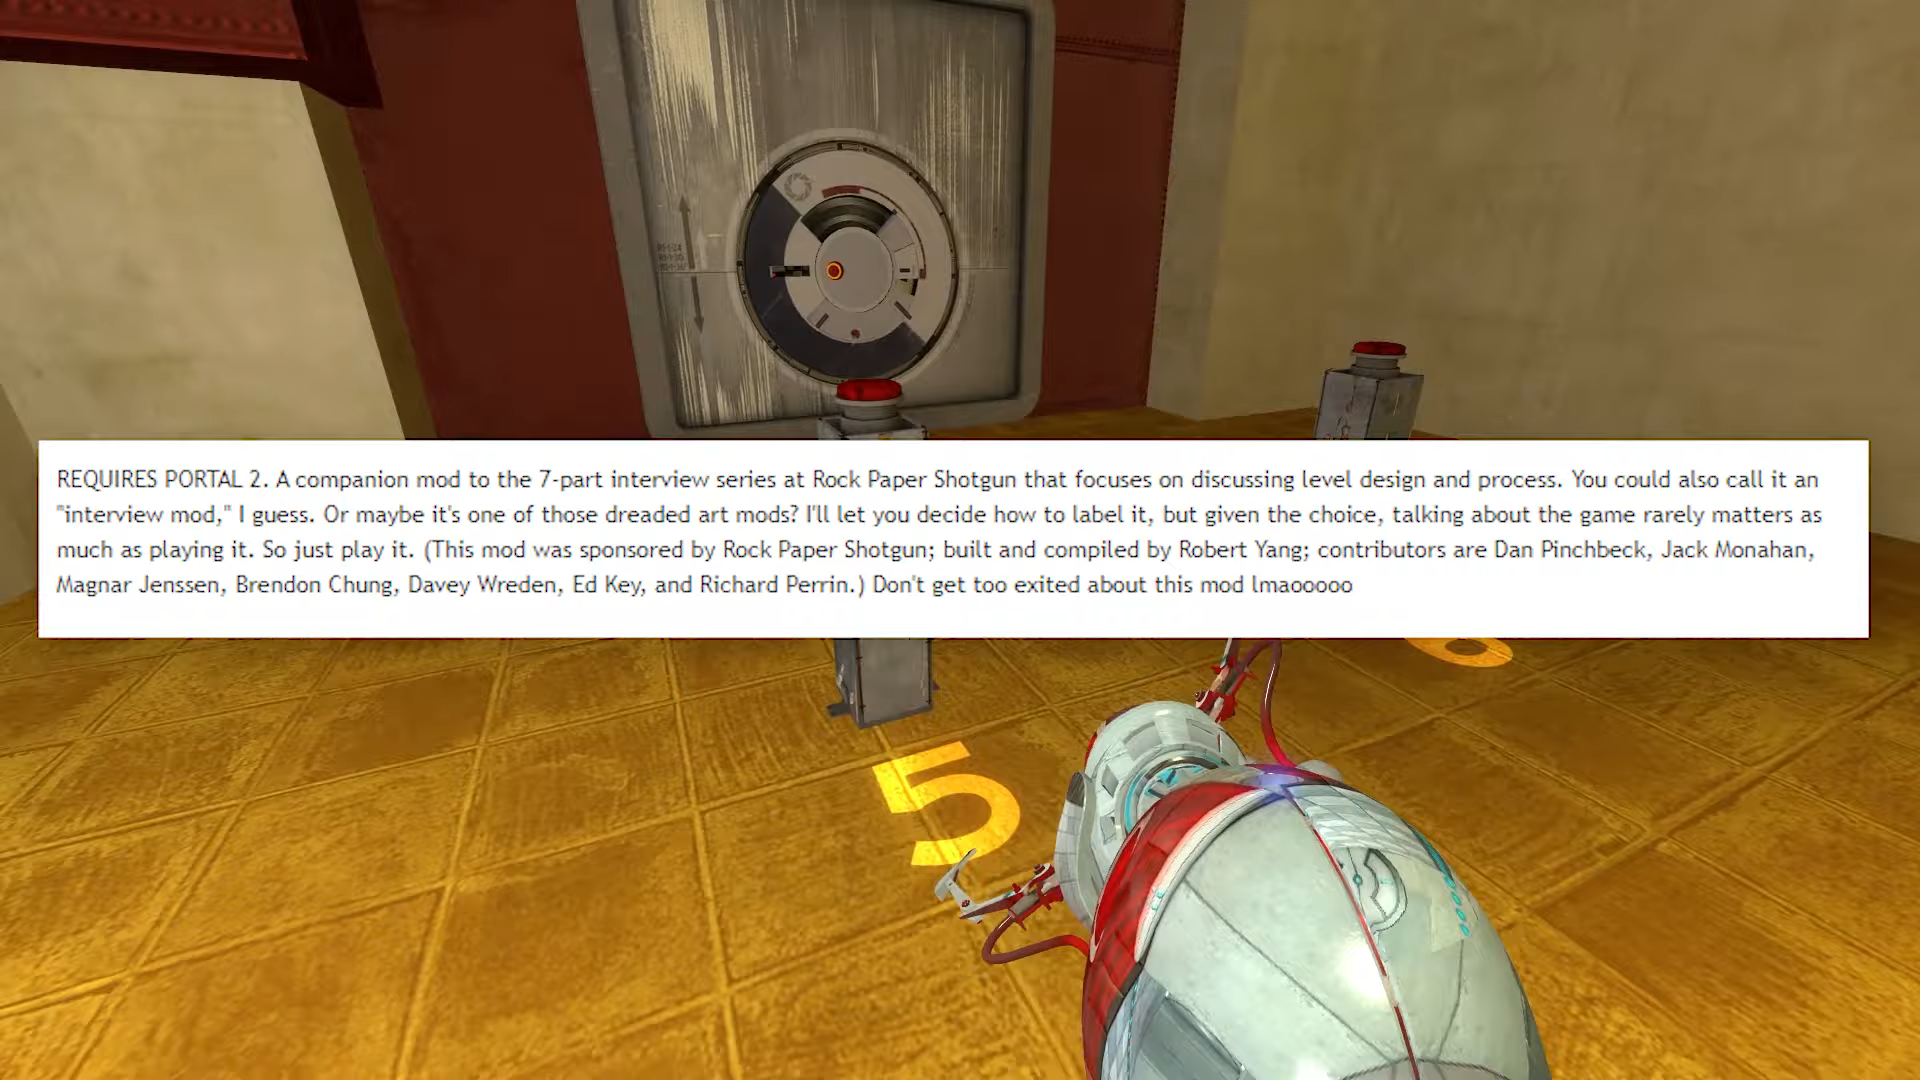 REQUIRES PORTAL 2. A companion mod to the 7-part interview series at Rock Paper Shotgun that focuses on discussing level design and process. You could also call it an
"interview mod," I guess. Or maybe it's one of those dreaded art mods? I'll let you decide how to label it, but given the choice, talking about the game rarely matters as
much as playing it. So just play it. (This mod was sponsored by Rock Paper Shotgun; built and compiled by Robert Yang; contributors are Dan Pinchbeck, Jack Monahan,
Magnar Jenssen, Brendon Chung, Davey Wreden, Ed Key, and Richard Perrin.) Don't get too exited about this mod lmaooooo
5